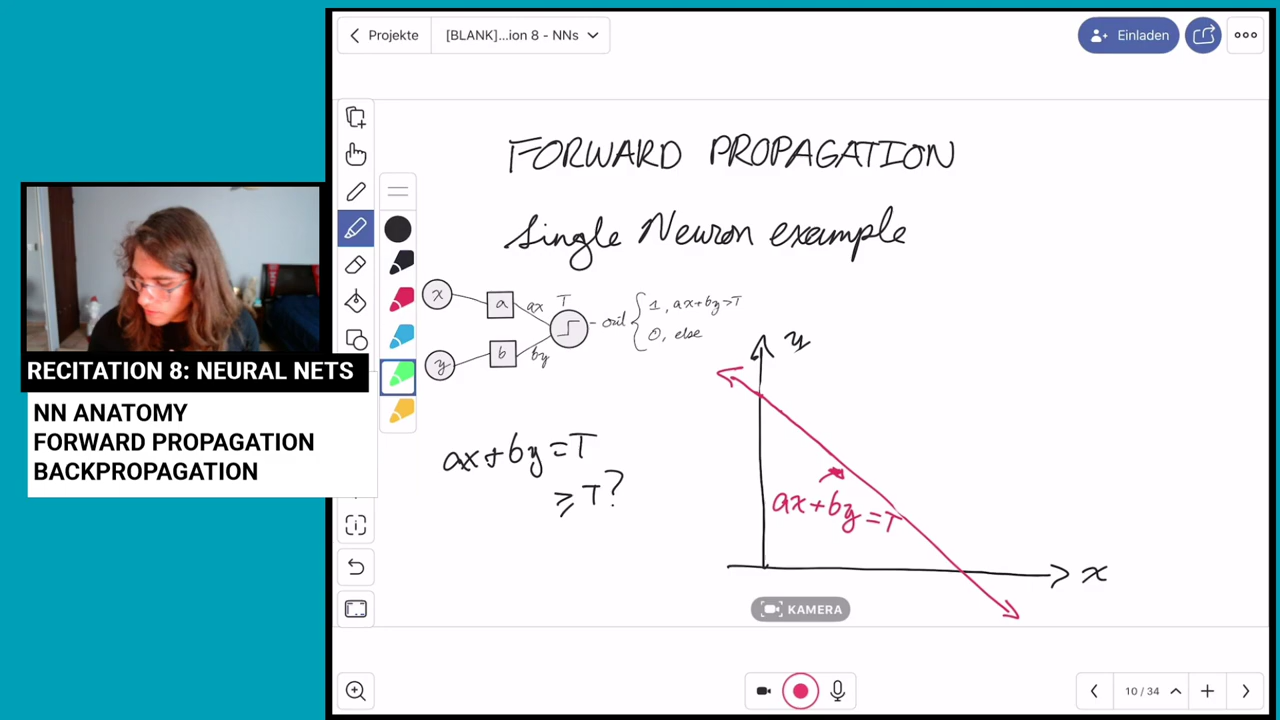 Projekte
[BLANK]...ion 8 - NNs
Einladen
FORWARD PROPAGATION
Single Neuron example
x
a
ax
T
out { 1, ax+by>T
0, else
y
b
by
RECITATION 8: NEURAL NETS
NN ANATOMY
FORWARD PROPAGATION
BACKPROPAGATION
ax+by=T
≥ T?
y
ax+by=T
x
KAMERA
10 / 34